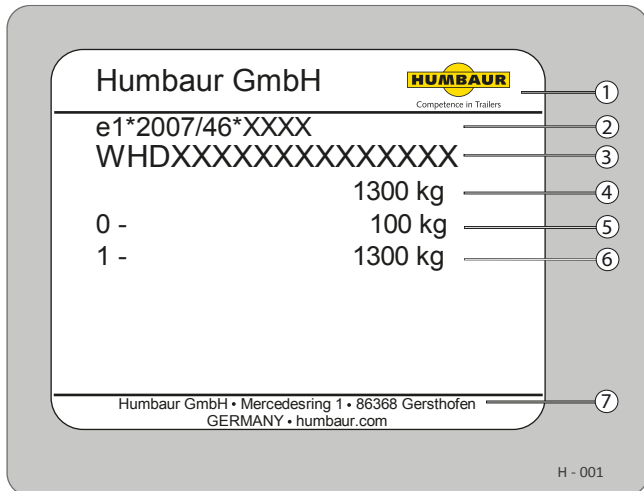 Humbaur GmbH
HUMBAUR
Competence in Trailers
1
e1*2007/46*XXXX
2
WHDXXXXXXXXXXXXXX
3
1300 kg
4
0 - 100 kg
5
1 - 1300 kg
6
Humbaur GmbH • Mercedesring 1 • 86368 Gersthofen
7
GERMANY • humbaur.com
H - 001